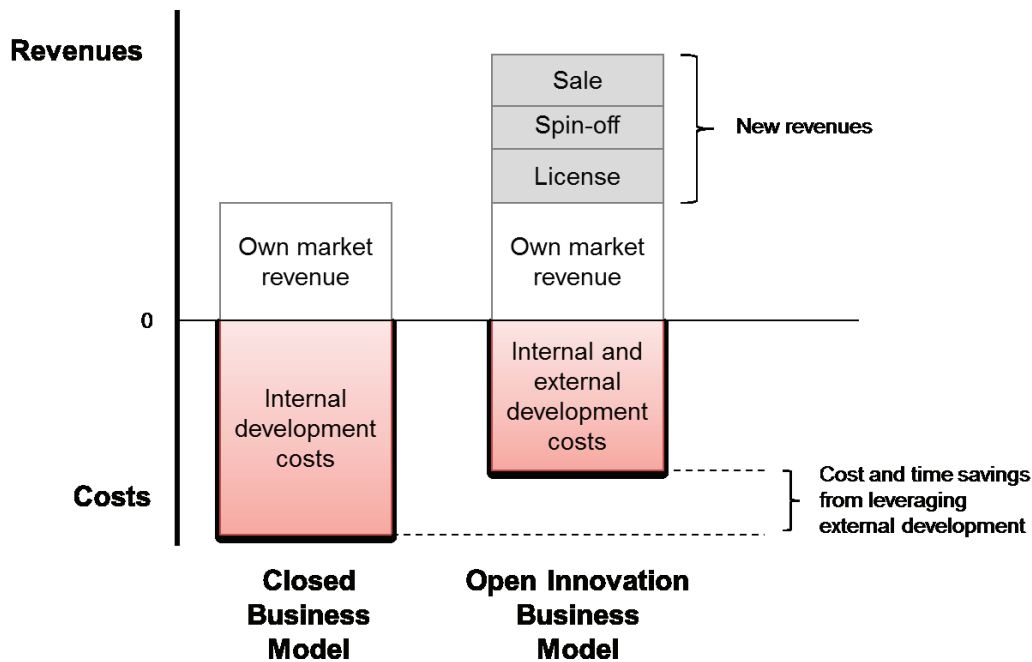 Revenues
Sale
Spin-off
License
New revenues
Own market
revenue
Own market
revenue
0
Internal
development
costs
Internal and
external
development
costs
Costs
Cost and time savings
from leveraging
external development
Closed
Business
Model
Open Innovation
Business
Model